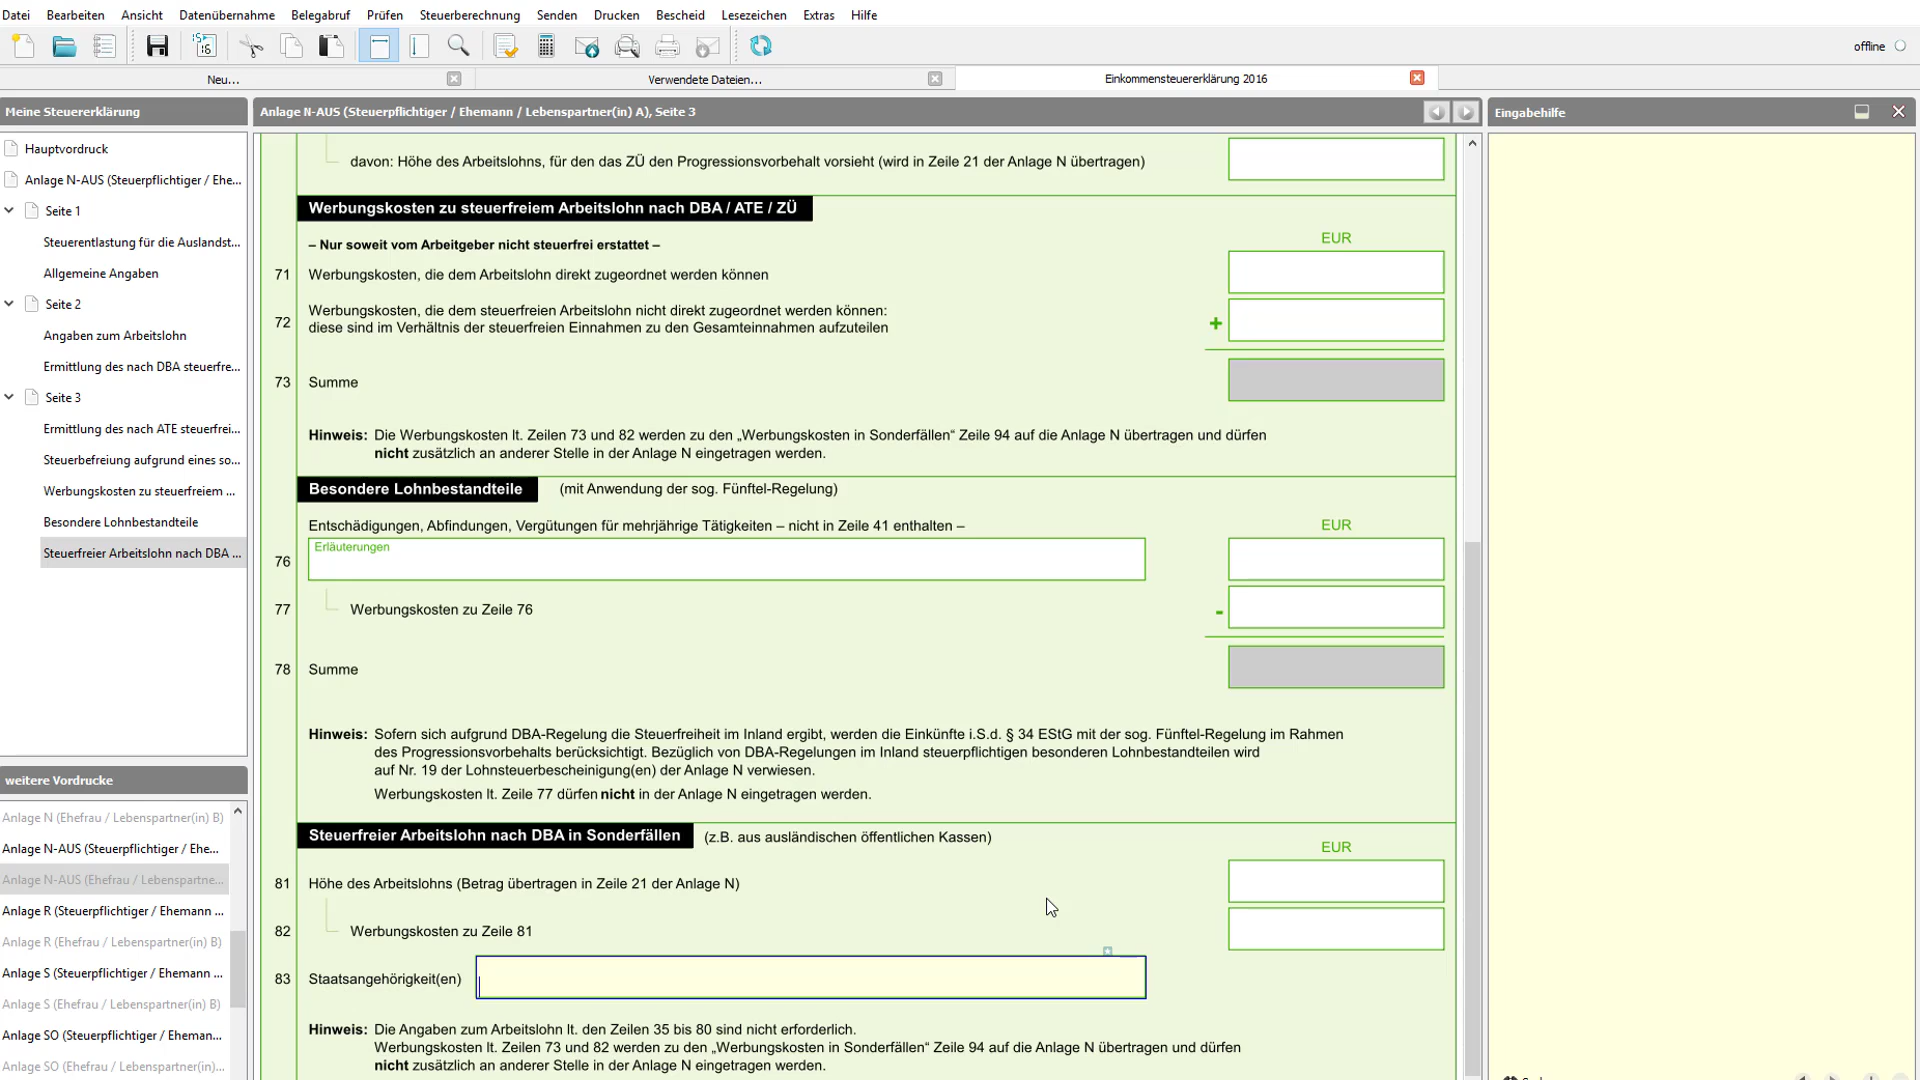 Datei Bearbeiten Ansicht Datenübernahme Belegabruf Prüfen Steuerberechnung Senden Drucken Bescheid Lesezeichen Extras Hilfe
offline
Neu...
Verwendete Dateien...
Einkommensteuererklärung 2016
Meine Steuererklärung
Hauptvordruck
Anlage N-AUS (Steuerpflichtiger / Ehe...
Seite 1
Steuerentlastung für die Auslandst...
Allgemeine Angaben
Seite 2
Angaben zum Arbeitslohn
Ermittlung des nach DBA steuerfre...
Seite 3
Ermittlung des nach ATE steuerfrei...
Steuerbefreiung aufgrund eines so...
Werbungskosten zu steuerfreiem ...
Besondere Lohnbestandteile
Steuerfreier Arbeitslohn nach DBA ...
weitere Vordrucke
Anlage N (Ehefrau / Lebenspartner(in) B)
Anlage N-AUS (Steuerpflichtiger / Ehe...
Anlage N-AUS (Ehefrau / Lebenspartne...
Anlage R (Steuerpflichtiger / Ehemann ...
Anlage R (Ehefrau / Lebenspartner(in) B)
Anlage S (Steuerpflichtiger / Ehemann ...
Anlage S (Ehefrau / Lebenspartner(in) B)
Anlage SO (Steuerpflichtiger / Eheman...
Anlage SO (Ehefrau / Lebenspartner(in)...
Anlage N-AUS (Steuerpflichtiger / Ehemann / Lebenspartner(in) A), Seite 3
davon: Höhe des Arbeitslohns, für den das ZÜ den Progressionsvorbehalt vorsieht (wird in Zeile 21 der Anlage N übertragen)
Werbungskosten zu steuerfreiem Arbeitslohn nach DBA / ATE / ZÜ
– Nur soweit vom Arbeitgeber nicht steuerfrei erstattet –
EUR
71 Werbungskosten, die dem Arbeitslohn direkt zugeordnet werden können
Werbungskosten, die dem steuerfreien Arbeitslohn nicht direkt zugeordnet werden können:
72 diese sind im Verhältnis der steuerfreien Einnahmen zu den Gesamteinnahmen aufzuteilen +
73 Summe
Hinweis: Die Werbungskosten lt. Zeilen 73 und 82 werden zu den „Werbungskosten in Sonderfällen“ Zeile 94 auf die Anlage N übertragen und dürfen
nicht zusätzlich an anderer Stelle in der Anlage N eingetragen werden.
Besondere Lohnbestandteile (mit Anwendung der sog. Fünftel-Regelung)
Entschädigungen, Abfindungen, Vergütungen für mehrjährige Tätigkeiten – nicht in Zeile 41 enthalten – EUR
Erläuterungen
76
77 Werbungskosten zu Zeile 76 -
78 Summe
Hinweis: Sofern sich aufgrund DBA-Regelung die Steuerfreiheit im Inland ergibt, werden die Einkünfte i.S.d. § 34 EStG mit der sog. Fünftel-Regelung im Rahmen
des Progressionsvorbehalts berücksichtigt. Bezüglich von DBA-Regelungen im Inland steuerpflichtigen besonderen Lohnbestandteilen wird
auf Nr. 19 der Lohnsteuerbescheinigung(en) der Anlage N verwiesen.
Werbungskosten lt. Zeile 77 dürfen nicht in der Anlage N eingetragen werden.
Steuerfreier Arbeitslohn nach DBA in Sonderfällen (z.B. aus ausländischen öffentlichen Kassen)
EUR
81 Höhe des Arbeitslohns (Betrag übertragen in Zeile 21 der Anlage N)
82 Werbungskosten zu Zeile 81
83 Staatsangehörigkeit(en)
Hinweis: Die Angaben zum Arbeitslohn lt. den Zeilen 35 bis 80 sind nicht erforderlich.
Werbungskosten lt. Zeilen 73 und 82 werden zu den „Werbungskosten in Sonderfällen“ Zeile 94 auf die Anlage N übertragen und dürfen
nicht zusätzlich an anderer Stelle in der Anlage N eingetragen werden.
Eingabehilfe